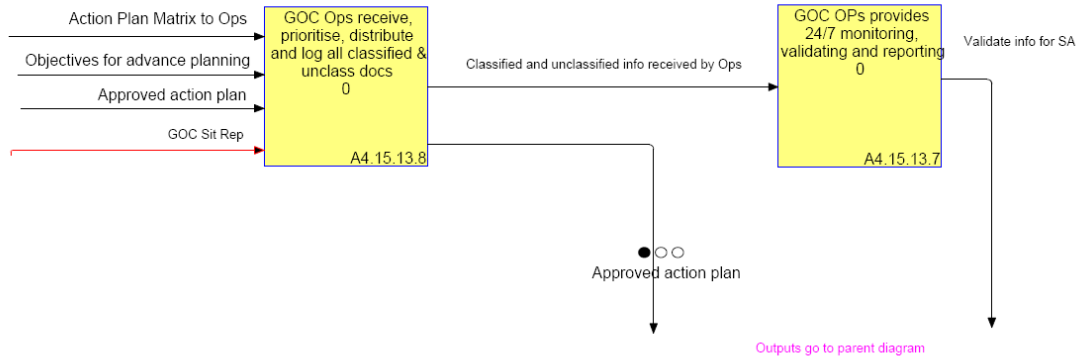 Action Plan Matrix to Ops
Objectives for advance planning
Approved action plan
GOC Sit Rep
GOC Ops receive,
prioritise, distribute
and log all classified &
unclass docs
0
A4.15.13.8
Classified and unclassified info received by Ops
GOC OPs provides
24/7 monitoring,
validating and reporting
0
A4.15.13.7
Validate info for SA
Approved action plan
Outputs go to parent diagram